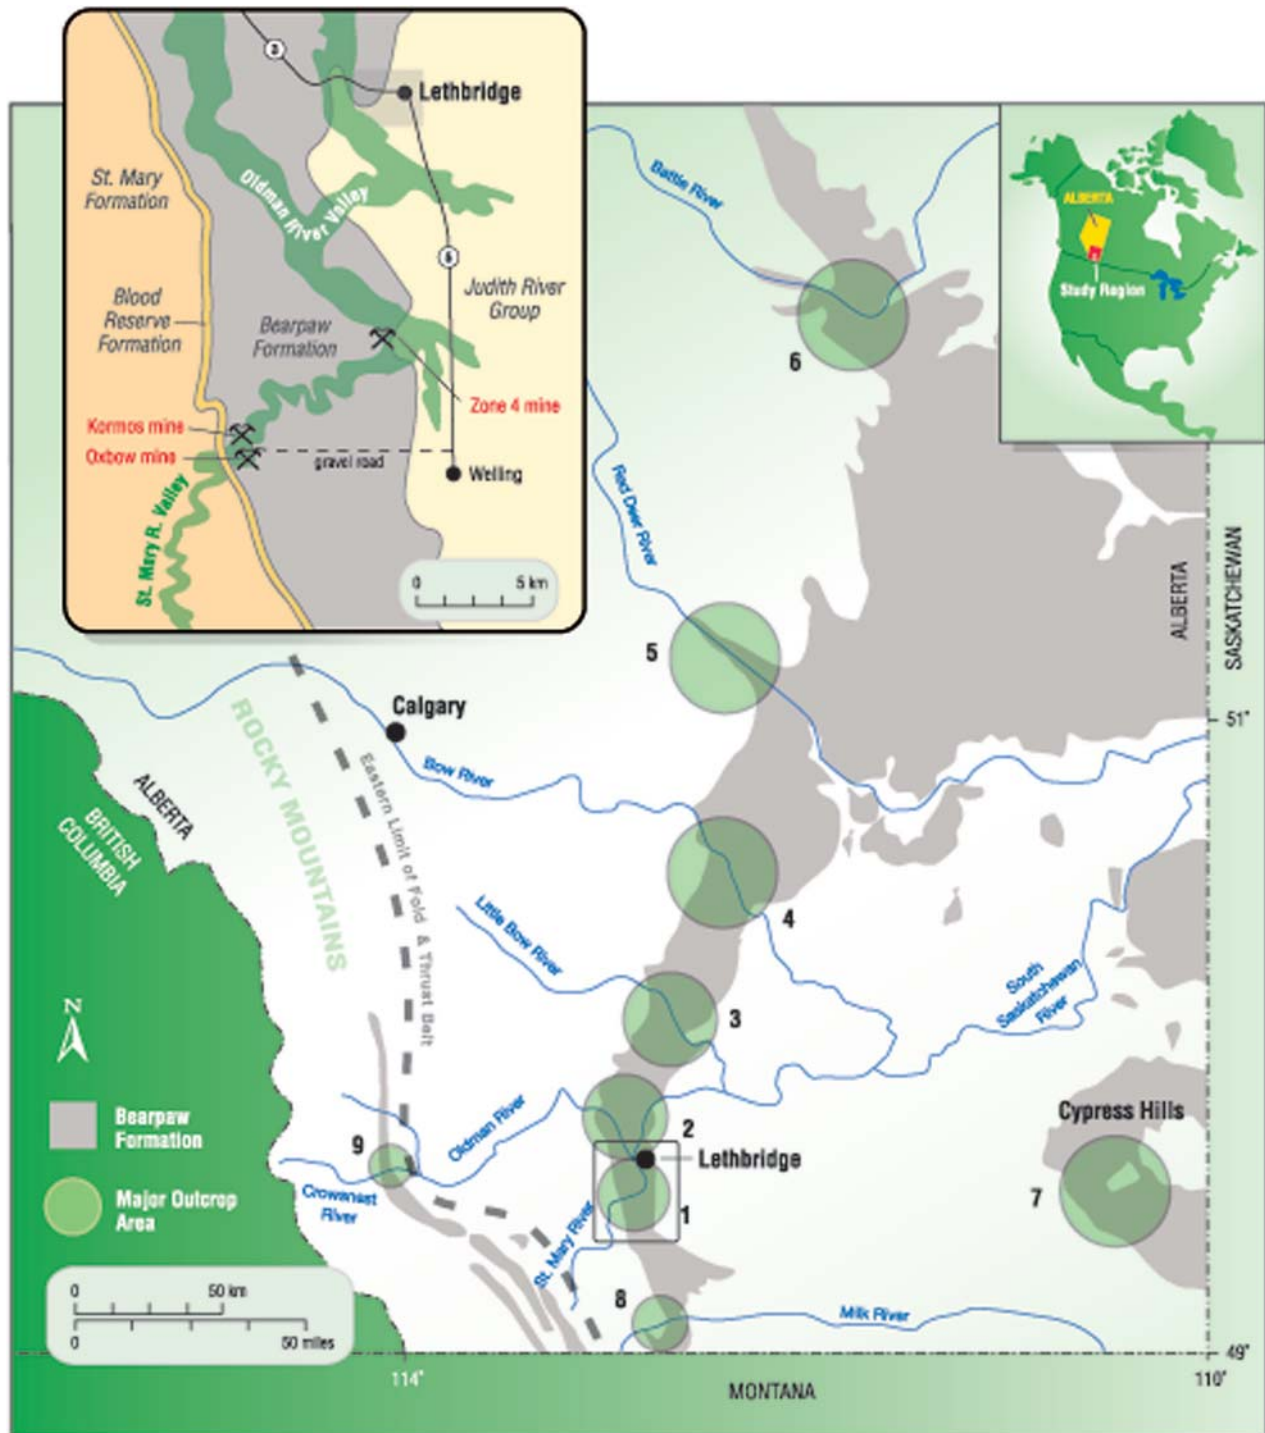 3
Lethbridge
St. Mary
Formation
Oldman River Valley
Blood
Reserve
Formation
Bearpaw
Formation
5
Judith River
Group
Zone 4 mine
Kormos mine
Oxbow mine
gravel road
Welling
St. Mary R. Valley
0 5 km
Battle River
6
ALBERTA
Study Region
Red Deer River
5
ALBERTA
SASKATCHEWAN
51°
Calgary
Bow River
ROCKY MOUNTAINS
Eastern Limit of Fold & Thrust Belt
ALBERTA
BRITISH
COLUMBIA
4
Little Bow River
3
South
Saskatchewan
River
N
Bearpaw
Formation
Major Outcrop
Area
9
Oldman River
Crowsnest
River
2
Lethbridge
1
St. Mary River
Cypress Hills
7
8
Milk River
0 50 km
0 50 miles
49°
114°
MONTANA
110°